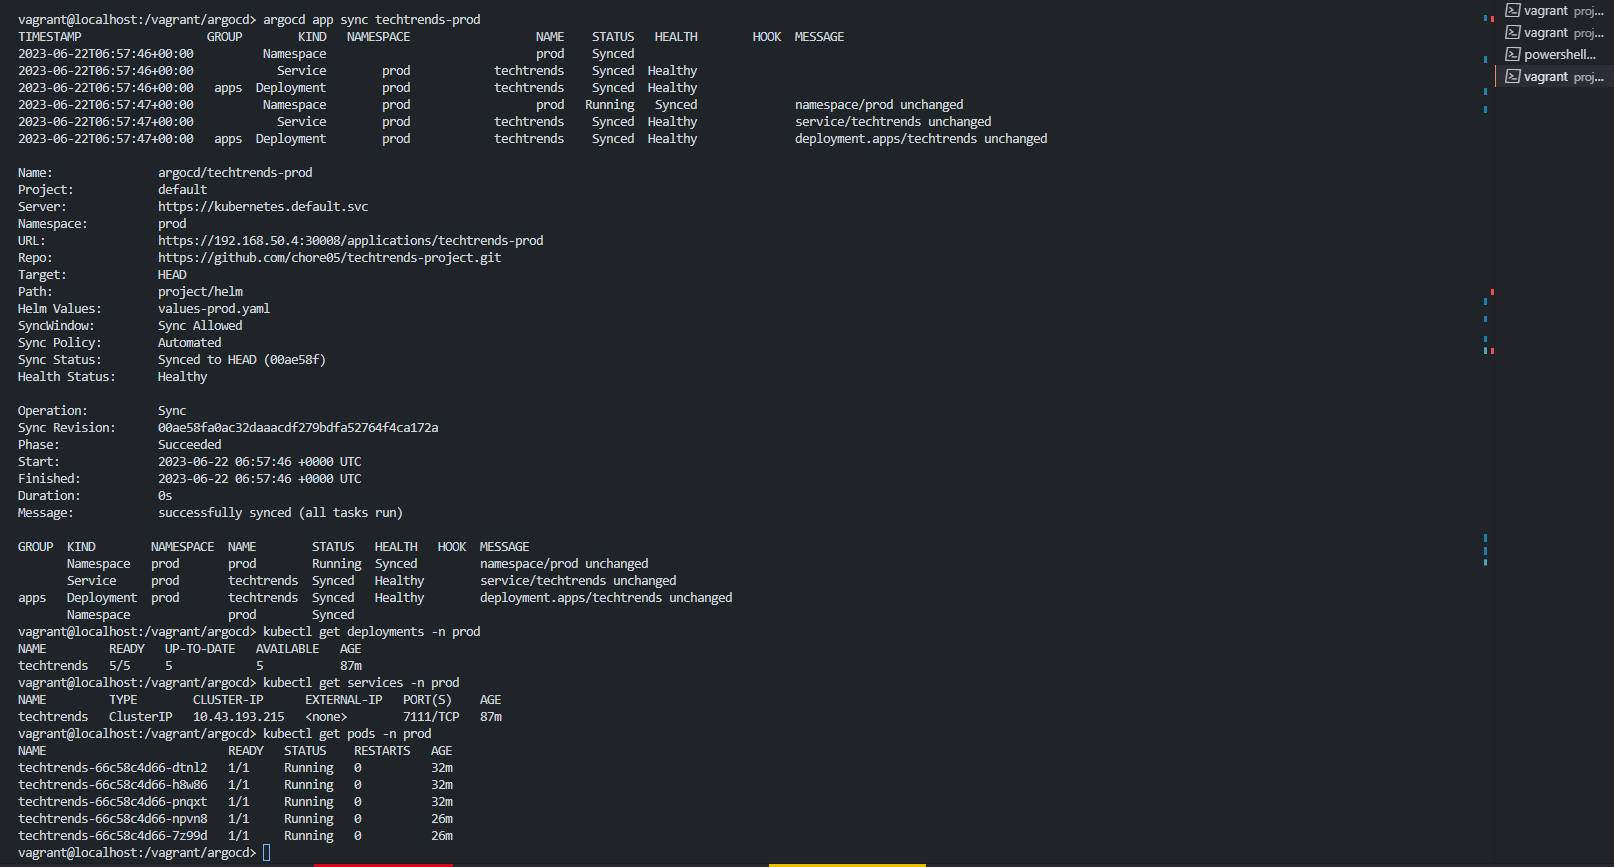 vagrant@localhost:/vagrant/argocd> argocd app sync techtrends-prod
TIMESTAMP                  GROUP        KIND   NAMESPACE                  NAME    STATUS   HEALTH        HOOK  MESSAGE
2023-06-22T06:57:46+00:00          Namespace                              prod    Synced
2023-06-22T06:57:46+00:00            Service        prod            techtrends    Synced  Healthy
2023-06-22T06:57:46+00:00   apps  Deployment        prod            techtrends    Synced  Healthy
2023-06-22T06:57:47+00:00          Namespace        prod                  prod   Running   Synced              namespace/prod unchanged
2023-06-22T06:57:47+00:00            Service        prod            techtrends    Synced  Healthy              service/techtrends unchanged
2023-06-22T06:57:47+00:00   apps  Deployment        prod            techtrends    Synced  Healthy              deployment.apps/techtrends unchanged
Name:               argocd/techtrends-prod
Project:            default
Server:             https://kubernetes.default.svc
Namespace:          prod
URL:                https://192.168.50.4:30008/applications/techtrends-prod
Repo:               https://github.com/chore05/techtrends-project.git
Target:             HEAD
Path:               project/helm
Helm Values:        values-prod.yaml
SyncWindow:         Sync Allowed
Sync Policy:        Automated
Sync Status:        Synced to HEAD (00ae58f)
Health Status:      Healthy
Operation:          Sync
Sync Revision:      00ae58fa0ac32daaacdf279bdfa52764f4ca172a
Phase:              Succeeded
Start:              2023-06-22 06:57:46 +0000 UTC
Finished:           2023-06-22 06:57:46 +0000 UTC
Duration:           0s
Message:            successfully synced (all tasks run)
GROUP  KIND        NAMESPACE  NAME        STATUS   HEALTH   HOOK  MESSAGE
       Namespace   prod       prod        Running  Synced         namespace/prod unchanged
       Service     prod       techtrends  Synced   Healthy        service/techtrends unchanged
apps   Deployment  prod       techtrends  Synced   Healthy        deployment.apps/techtrends unchanged
       Namespace              prod        Synced
vagrant@localhost:/vagrant/argocd> kubectl get deployments -n prod
NAME         READY   UP-TO-DATE   AVAILABLE   AGE
techtrends   5/5     5            5           87m
vagrant@localhost:/vagrant/argocd> kubectl get services -n prod
NAME         TYPE        CLUSTER-IP      EXTERNAL-IP   PORT(S)    AGE
techtrends   ClusterIP   10.43.193.215   <none>        7111/TCP   87m
vagrant@localhost:/vagrant/argocd> kubectl get pods -n prod
NAME                          READY   STATUS    RESTARTS   AGE
techtrends-66c58c4d66-dtnl2   1/1     Running   0          32m
techtrends-66c58c4d66-h8w86   1/1     Running   0          32m
techtrends-66c58c4d66-pnqxt   1/1     Running   0          32m
techtrends-66c58c4d66-npvn8   1/1     Running   0          26m
techtrends-66c58c4d66-7z99d   1/1     Running   0          26m
vagrant@localhost:/vagrant/argocd>
vagrant proj...
vagrant proj...
powershell...
vagrant proj...